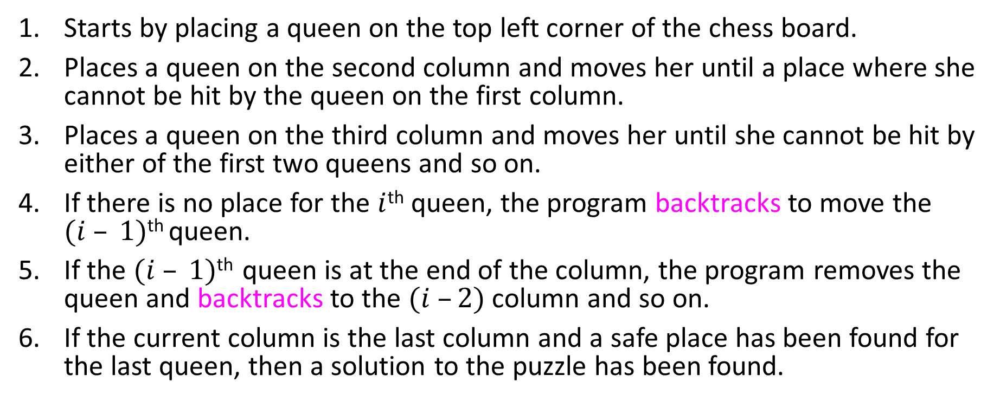 1. Starts by placing a queen on the top left corner of the chess board.
2. Places a queen on the second column and moves her until a place where she
cannot be hit by the queen on the first column.
3. Places a queen on the third column and moves her until she cannot be hit by
either of the first two queens and so on.
4. If there is no place for the iᵗʰ queen, the program backtracks to move the
(i – 1)ᵗʰ queen.
5. If the (i – 1)ᵗʰ queen is at the end of the column, the program removes the
queen and backtracks to the (i – 2) column and so on.
6. If the current column is the last column and a safe place has been found for
the last queen, then a solution to the puzzle has been found.